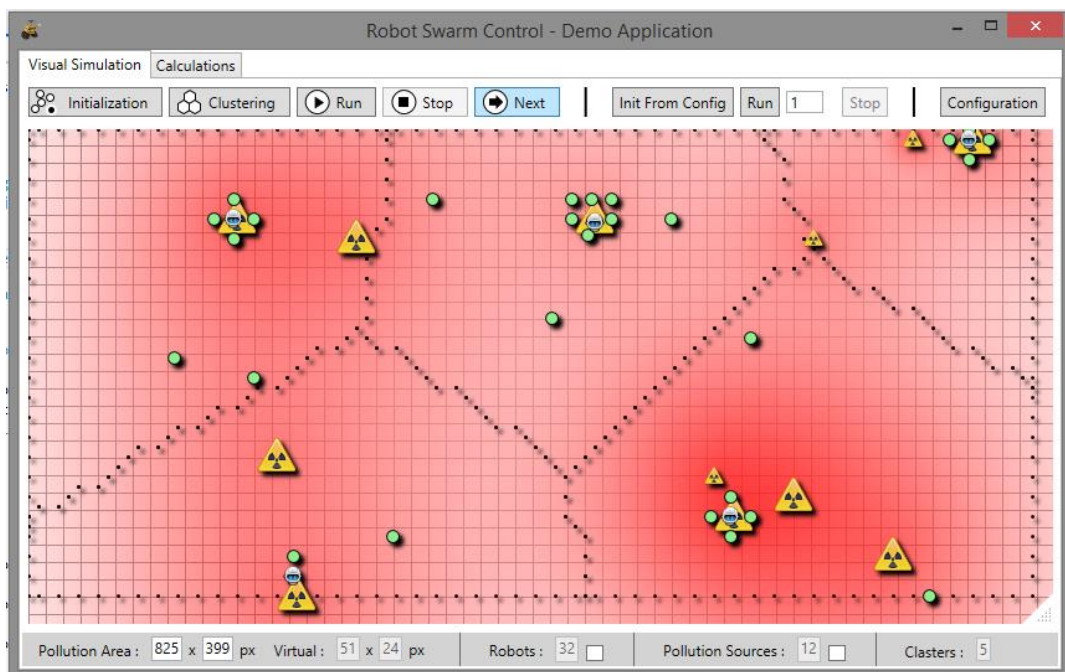 Robot Swarm Control - Demo Application
Visual Simulation Calculations
Initialization Clustering Run Stop Next Init From Config Run 1 Stop Configuration
Pollution Area : 825 x 399 px Virtual : 51 x 24 px Robots : 32 Pollution Sources : 12 Clasters : 5